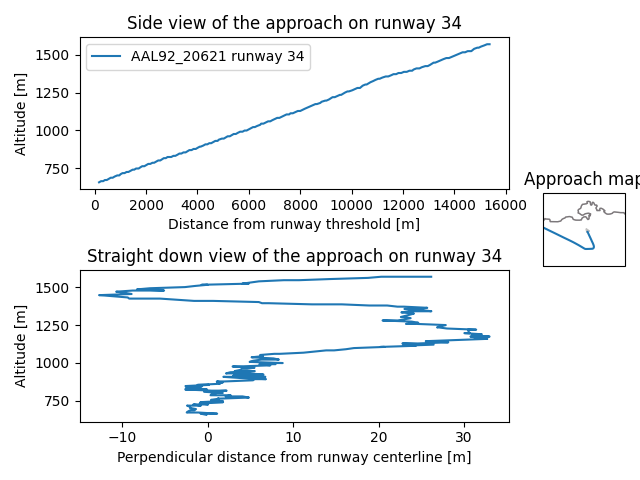 Side view of the approach on runway 34
1500
1250
1000
750
Altitude [m]
AAL92_20621 runway 34
0 2000 4000 6000 8000 10000 12000 14000 16000
Distance from runway threshold [m]
Approach map
Straight down view of the approach on runway 34
1500
1250
1000
750
Altitude [m]
−10 0 10 20 30
Perpendicular distance from runway centerline [m]